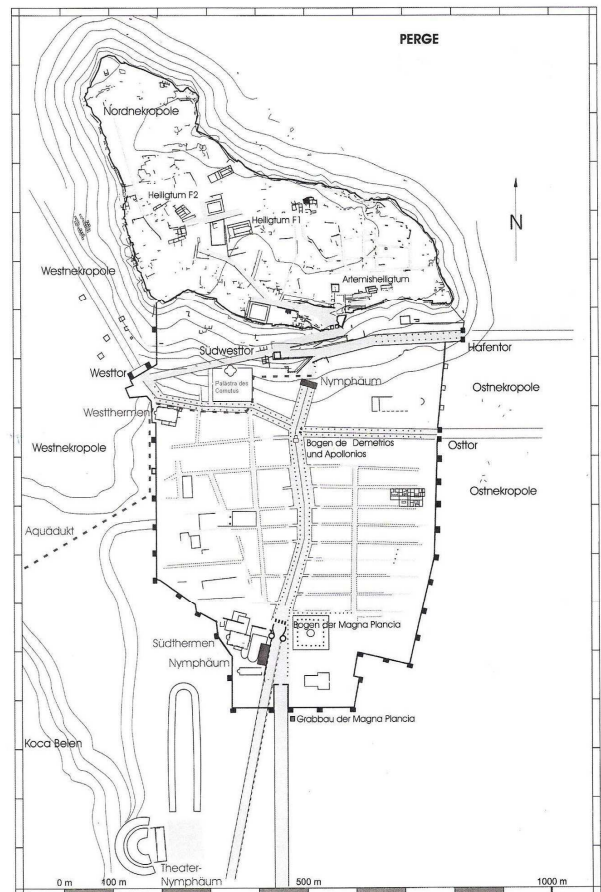 PERGE
Nordnekropole
Heiligtum F2
Heiligtum F1
N
Westnekropole
Artemisheiligtum
Südwesttor
Hafentor
Westtor
Nymphäum
Palästra des
Cornutus
Ostnekropole
Westthermen
Westnekropole
Bogen de Demetrios
und Apollonios
Osttor
Ostnekropole
Aquädukt
Bogen der Magna Plancia
Südthermen
Nymphäum
Grabbau der Magna Plancia
Koca Belen
Theater-
Nymphäum
0 m 100 m 500 m 1000 m